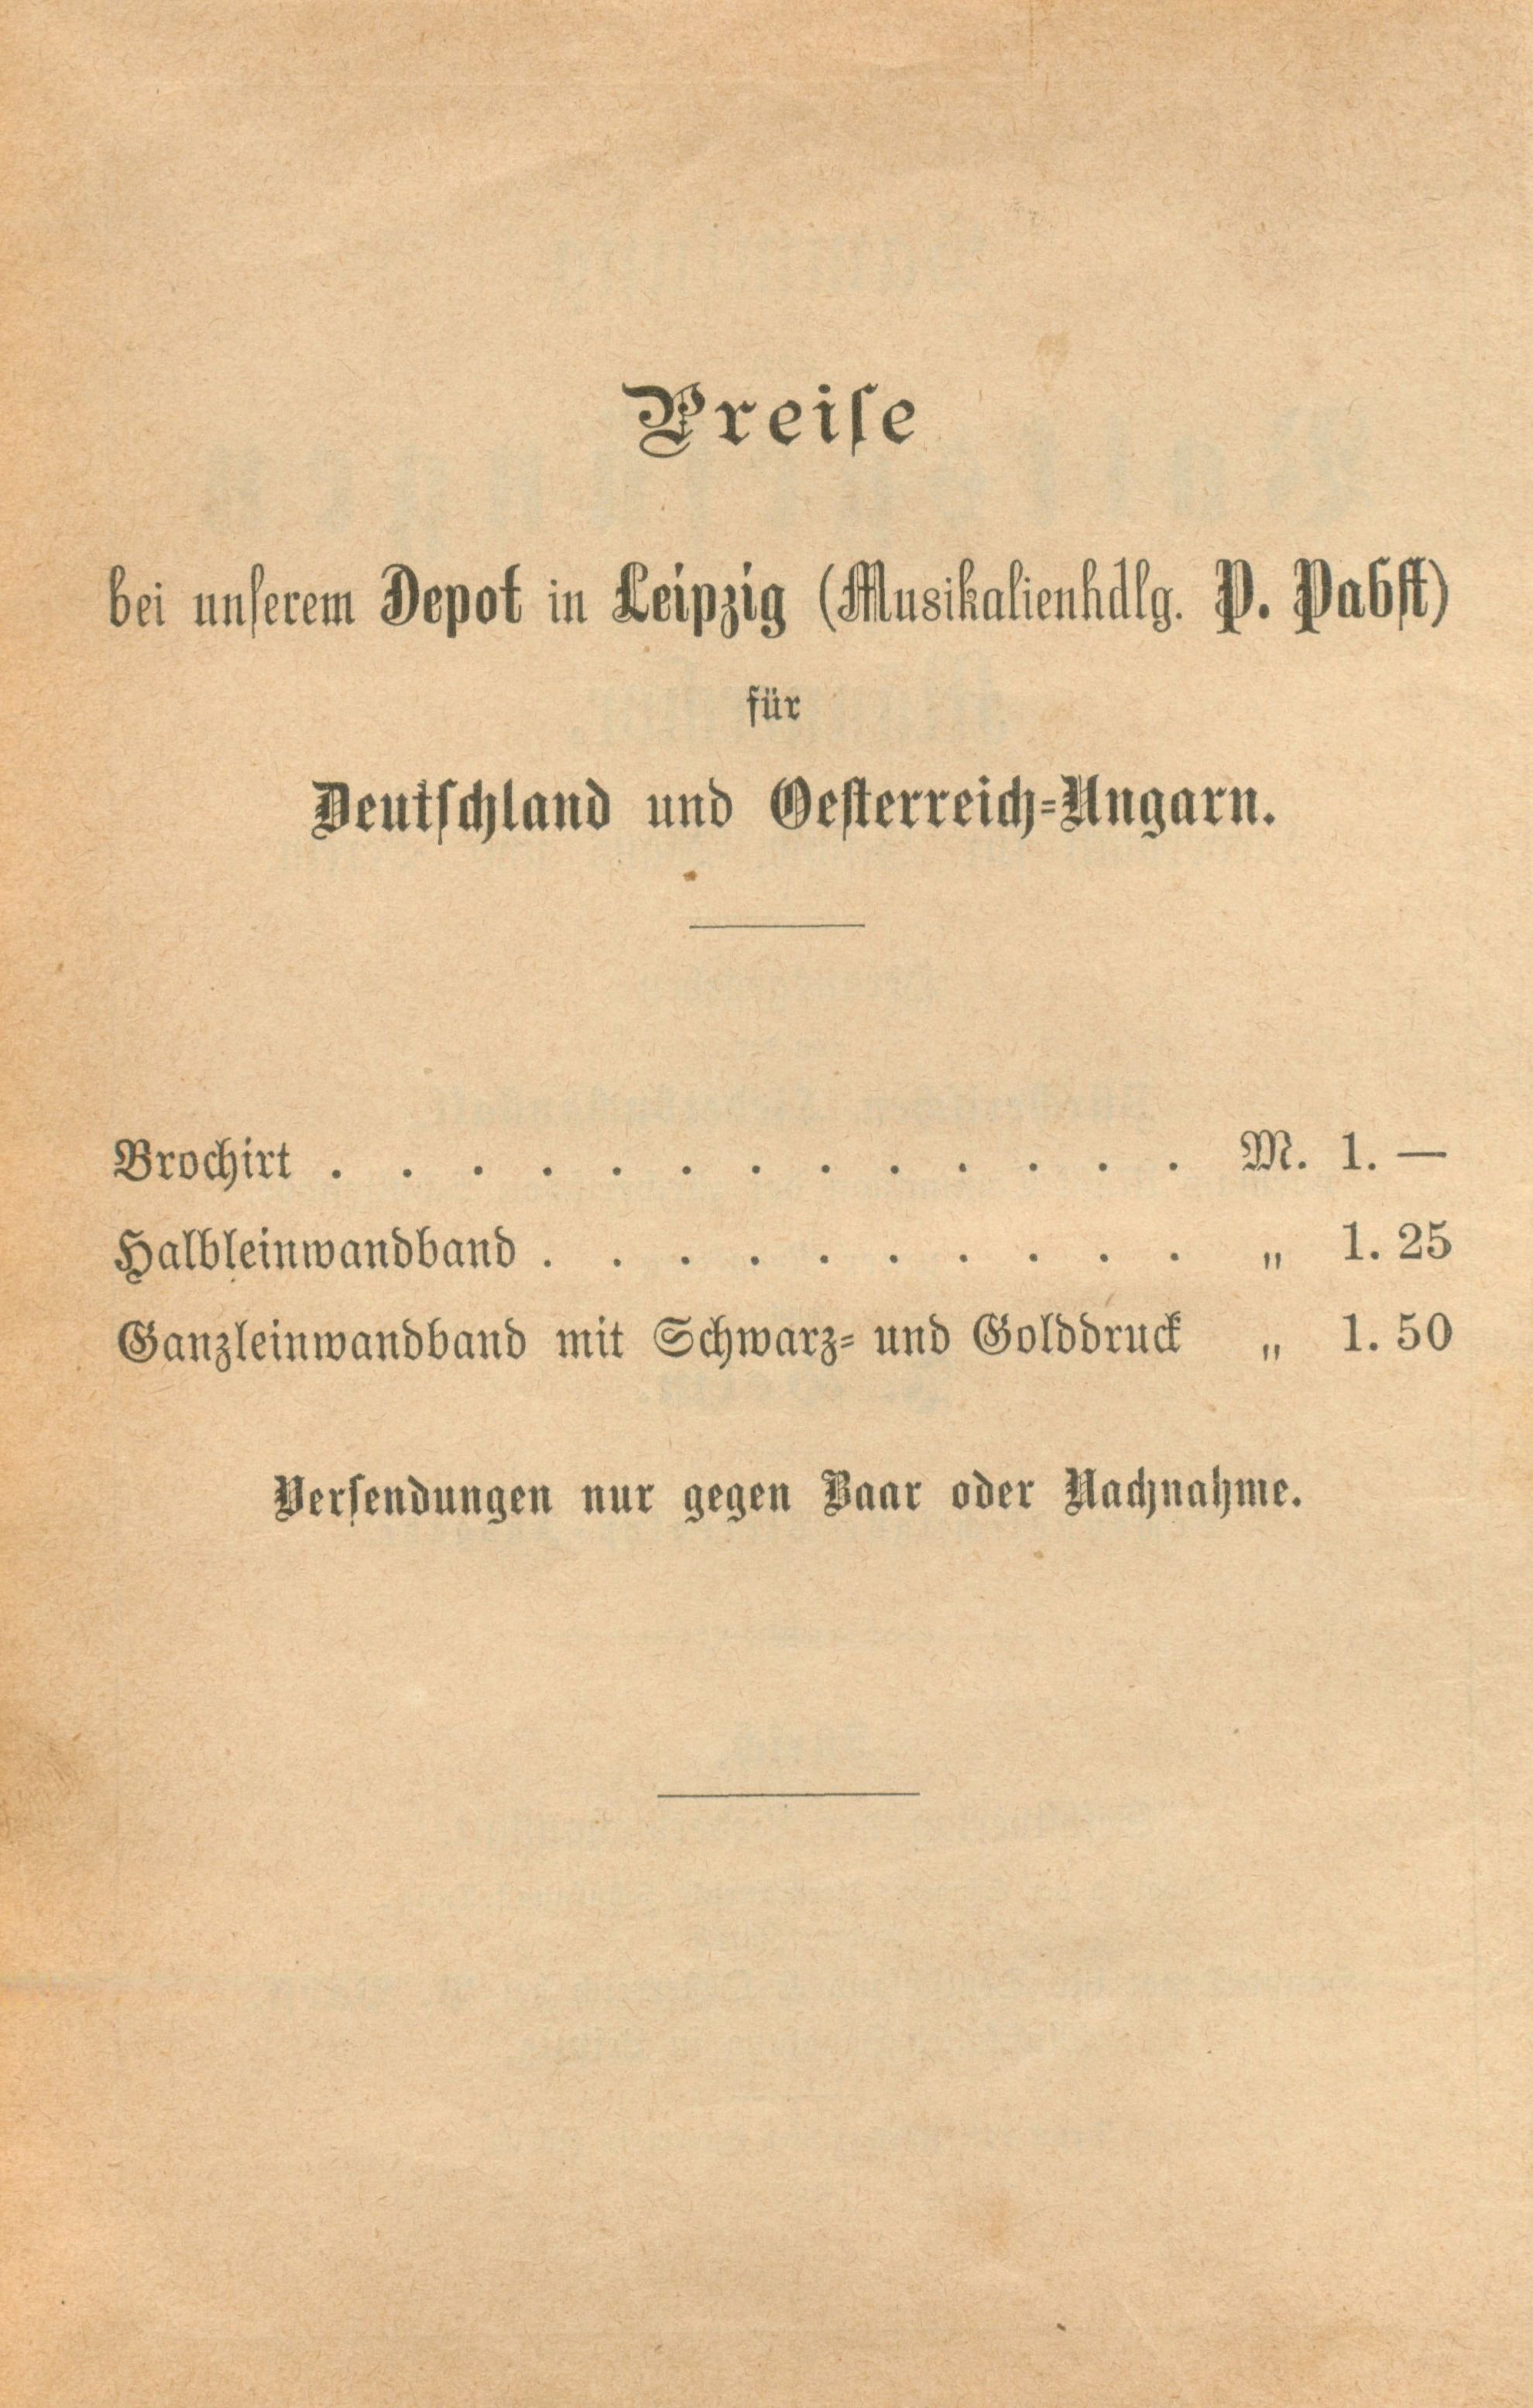 Preiſe
bei unſerem Depot in Leipzig (Musikalienhdlg. P. Pabſt)
für
Deutſchland und Oeſterreich-Ungarn.
Brochirt . . . . . . . . . . . . . M. 1. —
Halbleinwandband . . . . . . . . . . „ 1. 25
Ganzleinwandband mit Schwarz- und Golddruck „ 1. 50
Verſendungen nur gegen Baar oder Nachnahme.